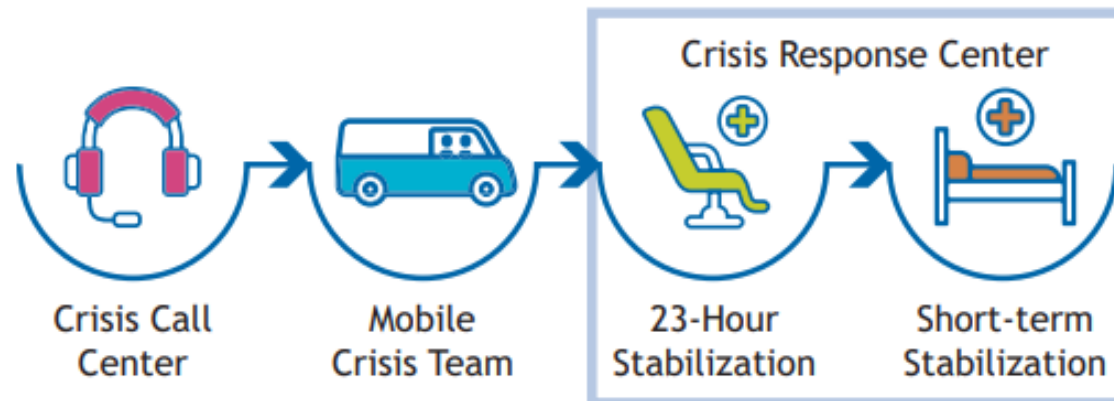 Crisis Response Center
Crisis Call
Center
Mobile
Crisis Team
23-Hour
Stabilization
Short-term
Stabilization